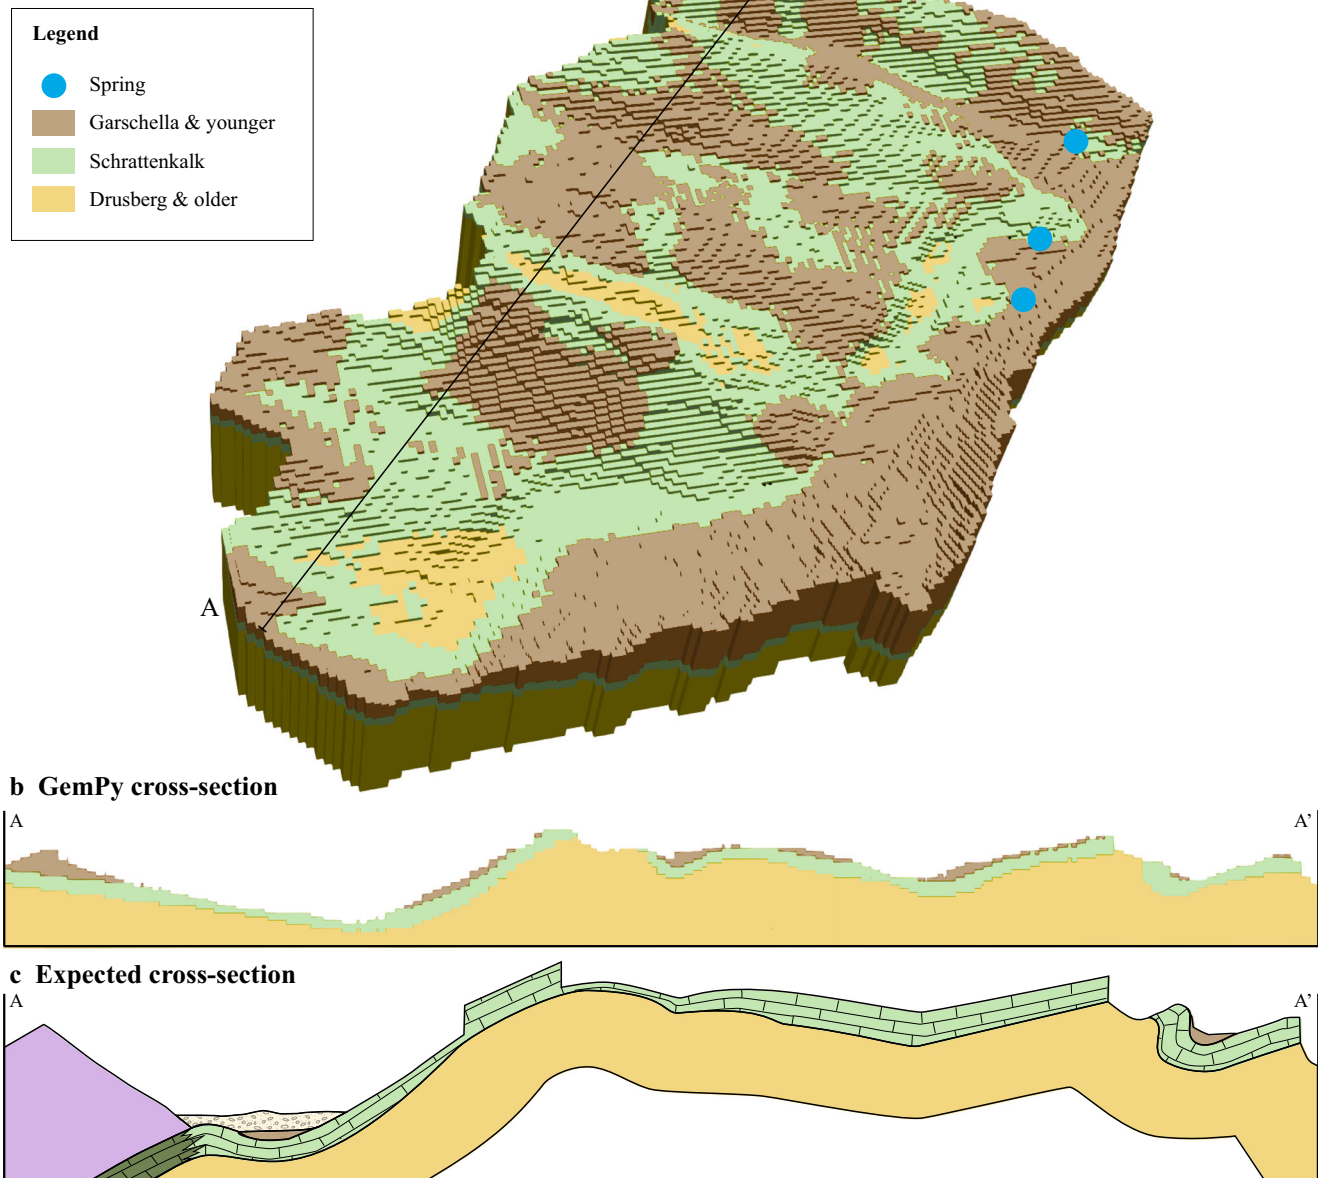 Legend
Spring
Garschella & younger
Schrattenkalk
Drusberg & older
A
b GemPy cross-section
A A’
c Expected cross-section
A A’